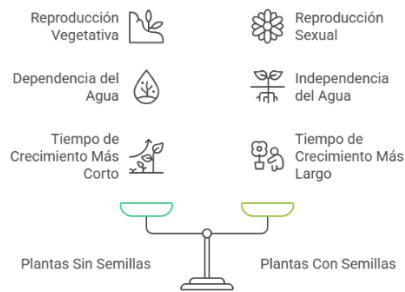 Reproducción
Vegetativa
Reproducción
Sexual
Dependencia del
Agua
Independencia
del Agua
Tiempo de
Crecimiento Más
Corto
Tiempo de
Crecimiento Más
Largo
Plantas Sin Semillas
Plantas Con Semillas